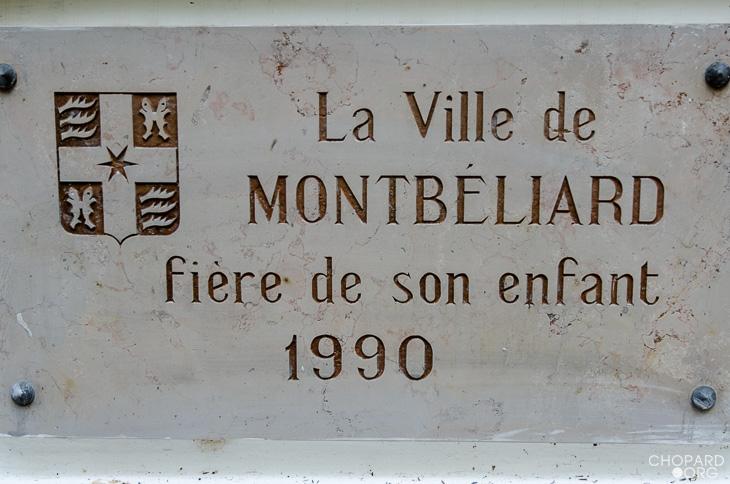 La Ville de
MONTBÉLIARD
fière de son enfant
1990
CHOPARD
ORG